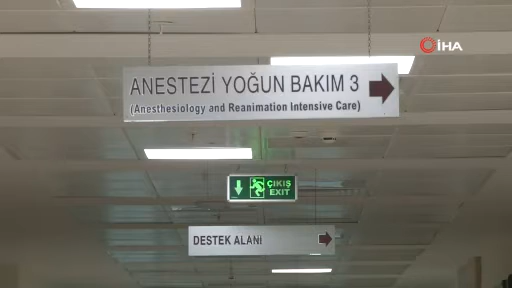 İHA
ANESTEZİ YOĞUN BAKIM 3
(Anesthesiology and Reanimation Intensive Care)
ÇIKIŞ
EXIT
DESTEK ALANI